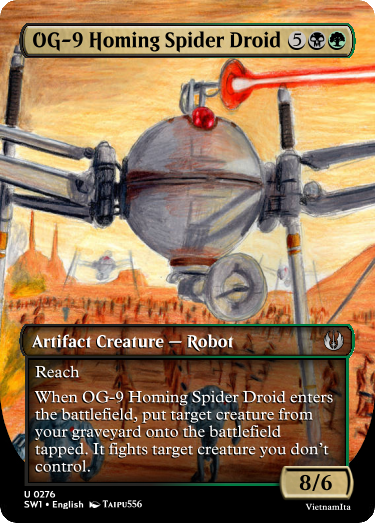 OG-9 Homing Spider Droid 5
Artifact Creature — Robot
Reach
When OG-9 Homing Spider Droid enters
the battlefield, put target creature from
your graveyard onto the battlefield
tapped. It fights target creature you don't
control.
8/6
U 0276
SW1 • English Taipu556
VietnamIta